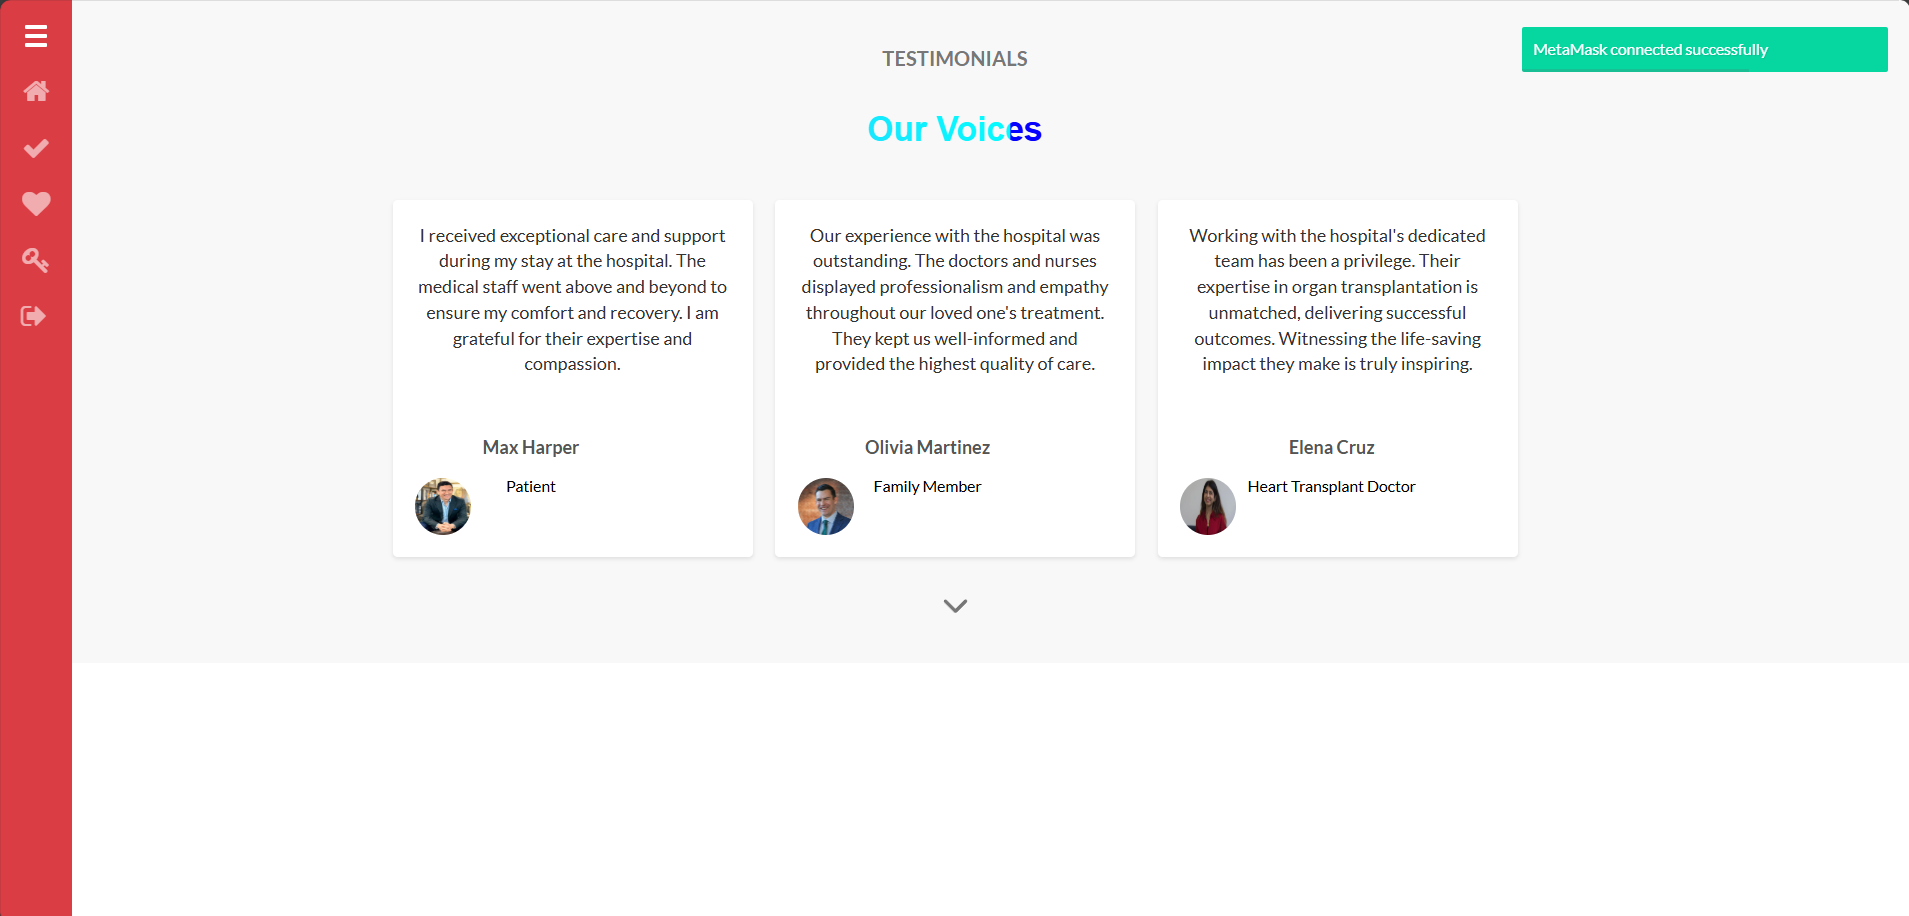 TESTIMONIALS
MetaMask connected successfully
Our Voices
I received exceptional care and support
during my stay at the hospital. The
medical staff went above and beyond to
ensure my comfort and recovery. I am
grateful for their expertise and
compassion.
Max Harper
Patient
Our experience with the hospital was
outstanding. The doctors and nurses
displayed professionalism and empathy
throughout our loved one's treatment.
They kept us well-informed and
provided the highest quality of care.
Olivia Martinez
Family Member
Working with the hospital's dedicated
team has been a privilege. Their
expertise in organ transplantation is
unmatched, delivering successful
outcomes. Witnessing the life-saving
impact they make is truly inspiring.
Elena Cruz
Heart Transplant Doctor